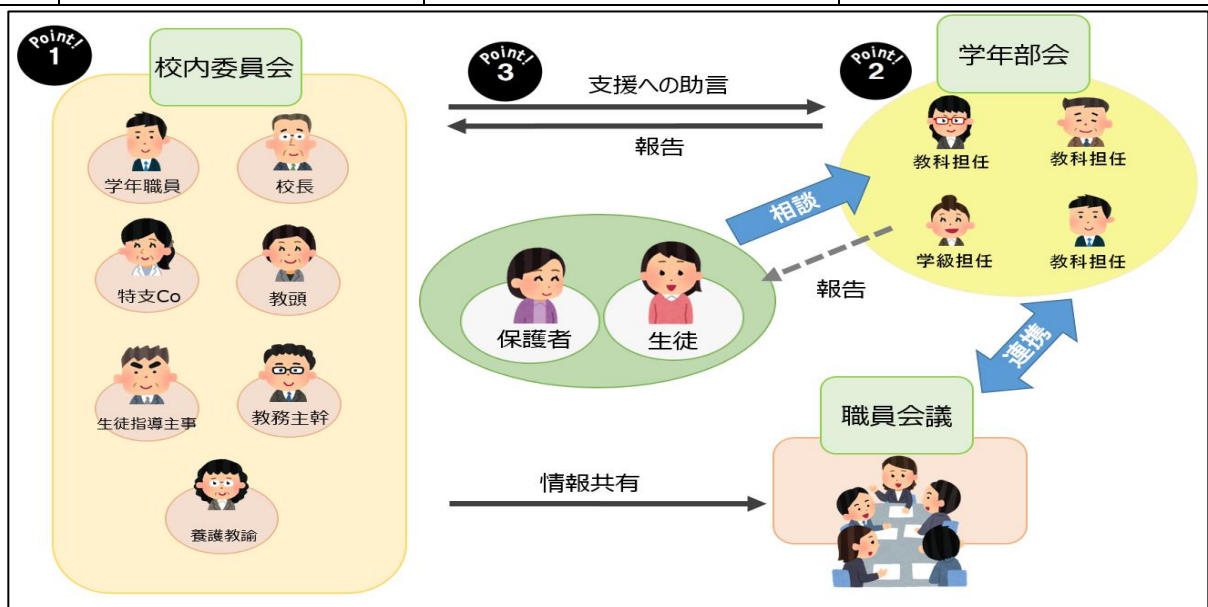 Point!
1
校内委員会
学年職員
校長
特支Co
教頭
生徒指導主事
教務主幹
養護教諭
Point!
3
支援への助言
報告
相談
報告
保護者
生徒
情報共有
Point!
2
学年部会
教科担任
教科担任
学級担任
教科担任
連携
職員会議